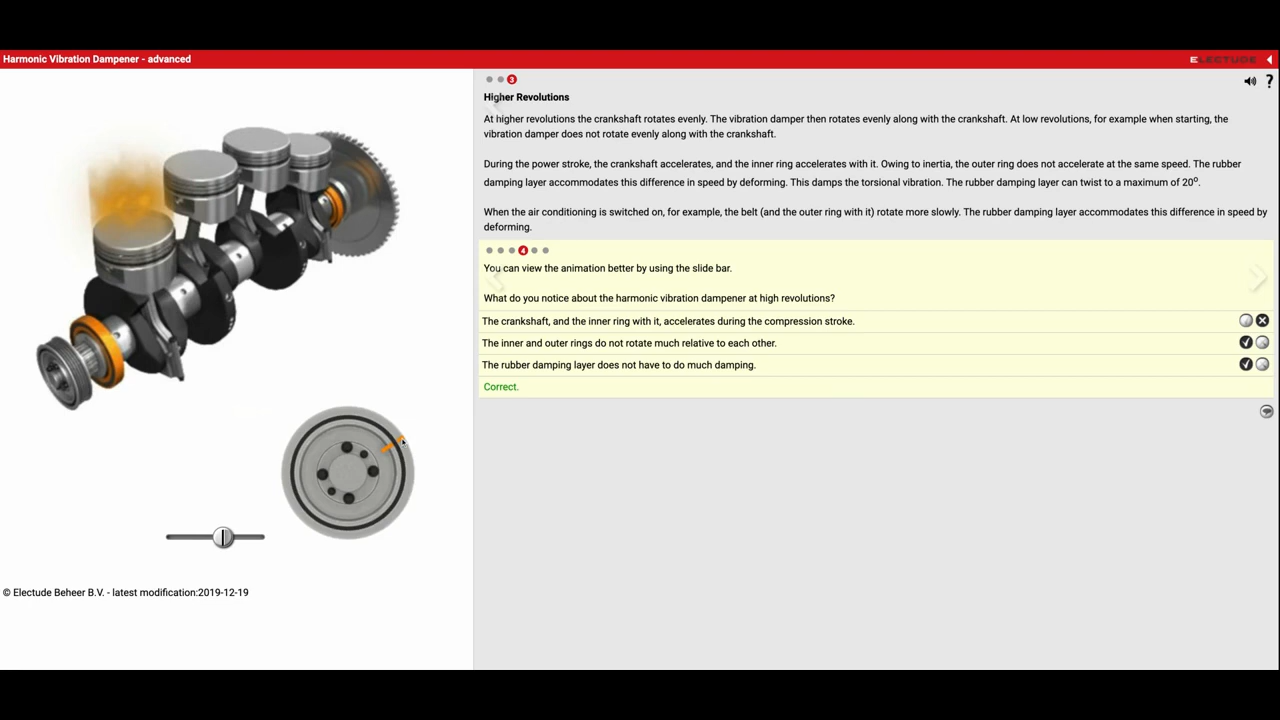 Harmonic Vibration Dampener - advanced
ELECTUDE
3
?
Higher Revolutions
At higher revolutions the crankshaft rotates evenly. The vibration damper then rotates evenly along with the crankshaft. At low revolutions, for example when starting, the
vibration damper does not rotate evenly along with the crankshaft.
During the power stroke, the crankshaft accelerates, and the inner ring accelerates with it. Owing to inertia, the outer ring does not accelerate at the same speed. The rubber
damping layer accommodates this difference in speed by deforming. This damps the torsional vibration. The rubber damping layer can twist to a maximum of 20°.
When the air conditioning is switched on, for example, the belt (and the outer ring with it) rotate more slowly. The rubber damping layer accommodates this difference in speed by
deforming.
4
You can view the animation better by using the slide bar.
What do you notice about the harmonic vibration dampener at high revolutions?
The crankshaft, and the inner ring with it, accelerates during the compression stroke.
The inner and outer rings do not rotate much relative to each other.
The rubber damping layer does not have to do much damping.
Correct.
© Electude Beheer B.V. - latest modification:2019-12-19